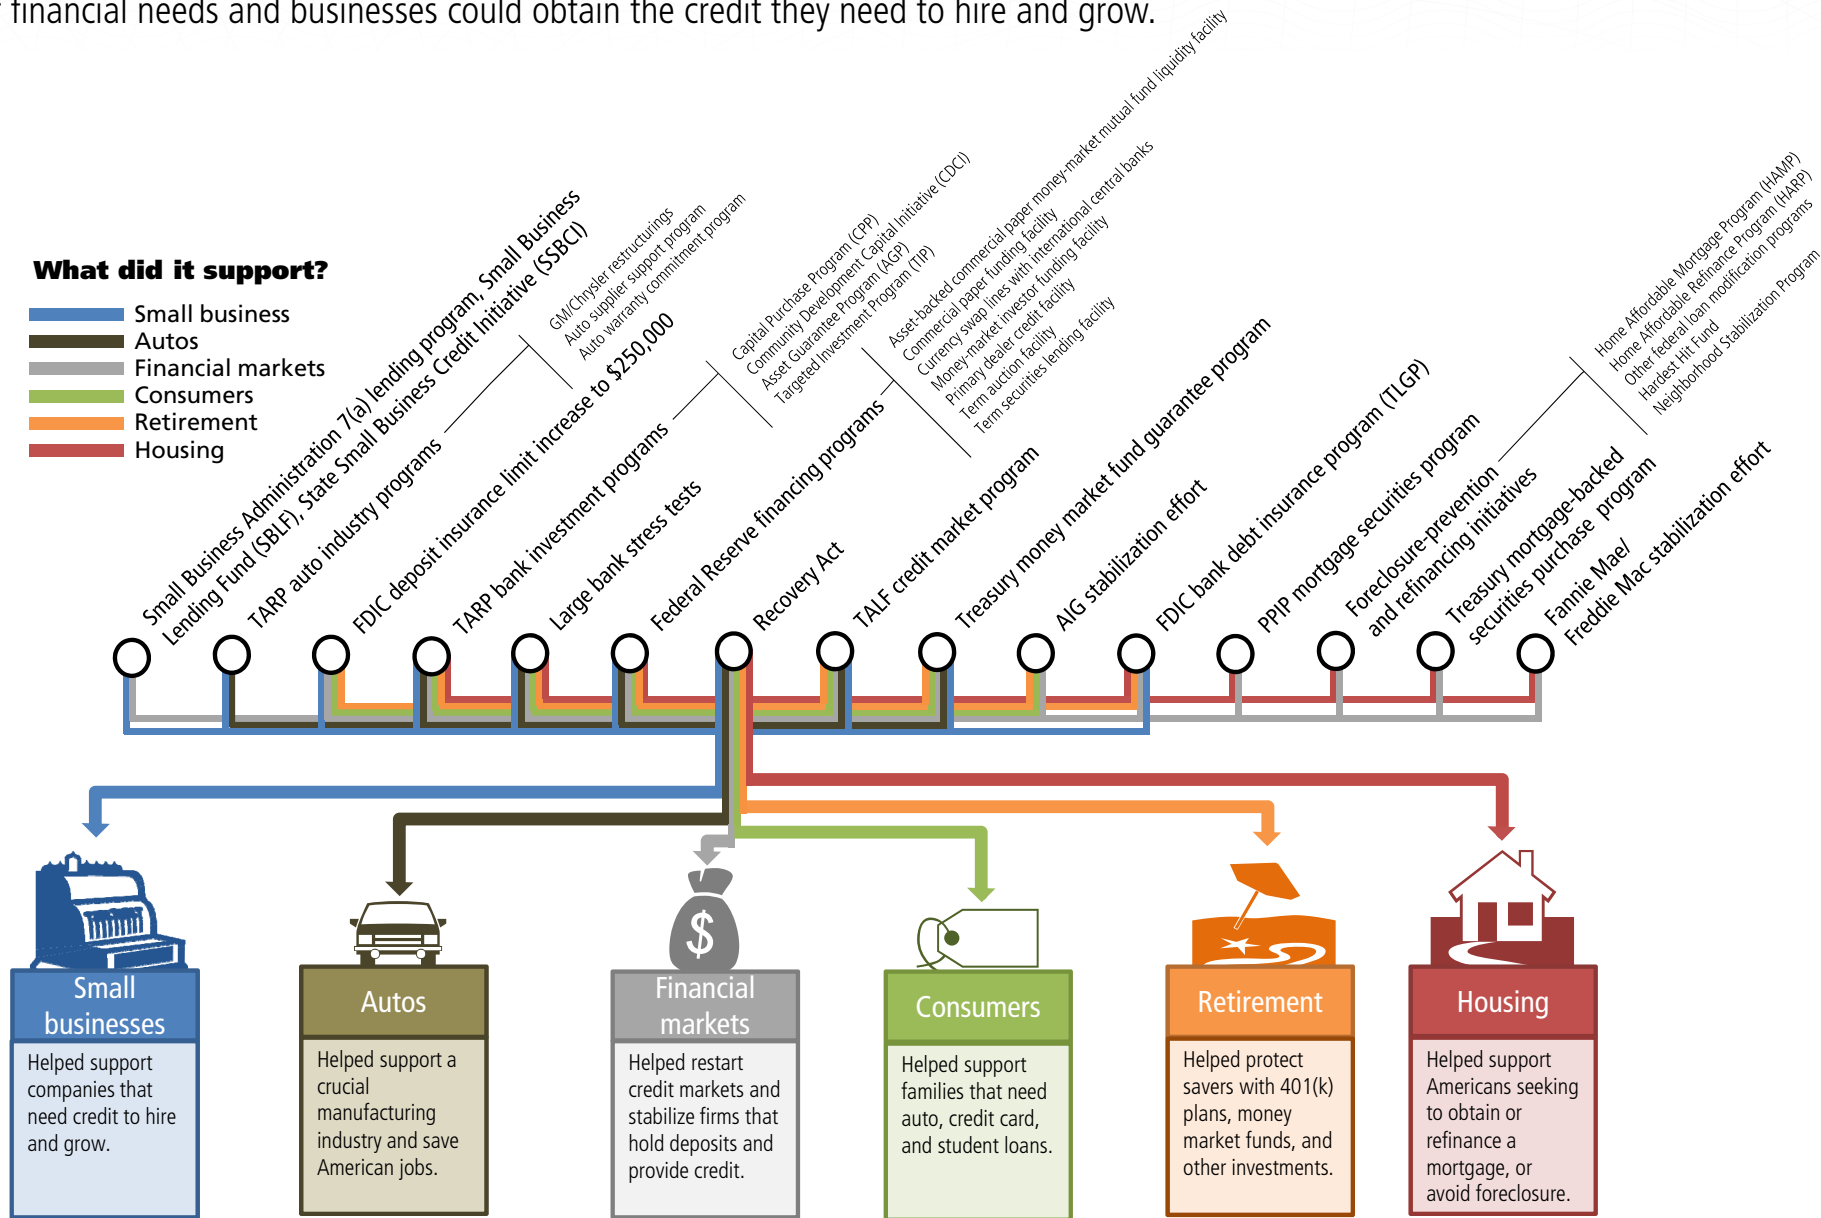 financial needs and businesses could obtain the credit they need to hire and grow.
What did it support?
Small business
Autos
Financial markets
Consumers
Retirement
Housing
Small Business Administration 7(a) lending program, Small Business
Lending Fund (SBLF), State Small Business Credit Initiative (SSBCI)
TARP auto industry programs
GM/Chrysler restructurings
Auto supplier support program
Auto warranty commitment program
FDIC deposit insurance limit increase to $250,000
TARP bank investment programs
Capital Purchase Program (CPP)
Community Development Capital Initiative (CDCI)
Asset Guarantee Program (AGP)
Targeted Investment Program (TIP)
Large bank stress tests
Federal Reserve financing programs
Asset-backed commercial paper money-market mutual fund liquidity facility
Commercial paper funding facility
Currency swap lines with international central banks
Money-market investor funding facility
Primary dealer credit facility
Term auction facility
Term securities lending facility
Recovery Act
TALF credit market program
Treasury money market fund guarantee program
AIG stabilization effort
FDIC bank debt insurance program (TLGP)
PPIP mortgage securities program
Foreclosure-prevention
and refinancing initiatives
Home Affordable Mortgage Program (HAMP)
Home Affordable Refinance Program (HARP)
Other federal loan modification programs
Hardest Hit Fund
Neighborhood Stabilization Program
Treasury mortgage-backed
securities purchase program
Fannie Mae/
Freddie Mac stabilization effort
$
Small
businesses
Helped support
companies that
need credit to hire
and grow.
Autos
Helped support a
crucial
manufacturing
industry and save
American jobs.
Financial
markets
Helped restart
credit markets and
stabilize firms that
hold deposits and
provide credit.
Consumers
Helped support
families that need
auto, credit card,
and student loans.
Retirement
Helped protect
savers with 401(k)
plans, money
market funds, and
other investments.
Housing
Helped support
Americans seeking
to obtain or
refinance a
mortgage, or
avoid foreclosure.